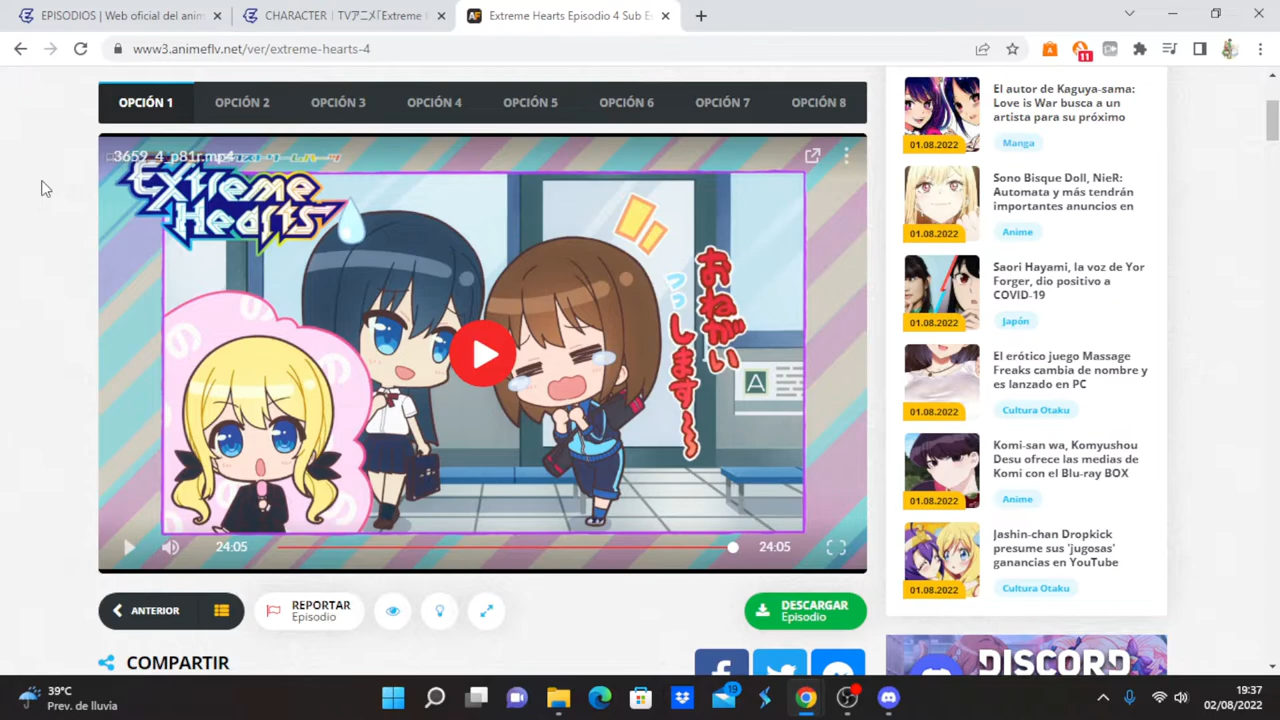 EPISODIOS | Web oficial del anim
CHARACTER | TVアニメ「Extreme I
Extreme Hearts Episodio 4 Sub Es
www3.animeflv.net/ver/extreme-hearts-4
11
OPCIÓN 1
OPCIÓN 2
OPCIÓN 3
OPCIÓN 4
OPCIÓN 5
OPCIÓN 6
OPCIÓN 7
OPCIÓN 8
3659_4_p81r.mp4
EXtreme
Hearts
おねがい
しま す~
つっ
A
24:05
24:05
ANTERIOR
REPORTAR
Episodio
DESCARGAR
Episodio
COMPARTIR
El autor de Kaguya-sama:
Love is War busca a un
artista para su próximo
01.08.2022
Manga
Sono Bisque Doll, NieR:
Automata y más tendrán
importantes anuncios en
01.08.2022
Anime
Saori Hayami, la voz de Yor
Forger, dio positivo a
COVID-19
01.08.2022
Japón
El erótico juego Massage
Freaks cambia de nombre y
es lanzado en PC
01.08.2022
Cultura Otaku
Komi-san wa, Komyushou
Desu ofrece las medias de
Komi con el Blu-ray BOX
01.08.2022
Anime
Jashin-chan Dropkick
presume sus 'jugosas'
ganancias en YouTube
01.08.2022
Cultura Otaku
DISCORD
39°C
Prev. de lluvia
19
19:37
02/08/2022